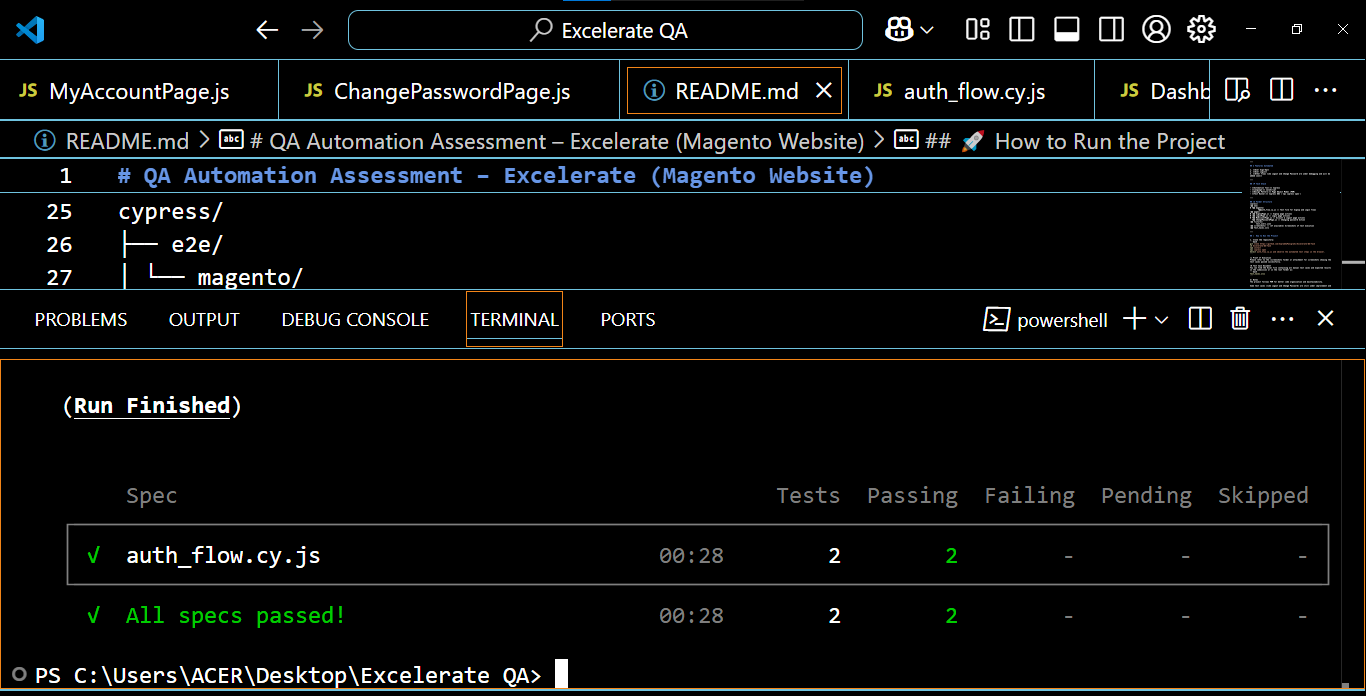 Excelerate QA
JS MyAccountPage.js JS ChangePasswordPage.js README.md JS auth_flow.cy.js JS Dashb
README.md > abc # QA Automation Assessment – Excelerate (Magento Website) > abc ## 🚀 How to Run the Project
1 # QA Automation Assessment – Excelerate (Magento Website)
25 cypress/
26 ├── e2e/
27 │ └── magento/
PROBLEMS OUTPUT DEBUG CONSOLE TERMINAL PORTS powershell
(Run Finished)
Spec Tests Passing Failing Pending Skipped
√ auth_flow.cy.js 00:28 2 2 - - -
√ All specs passed! 00:28 2 2 - - -
PS C:\Users\ACER\Desktop\Excelerate QA>